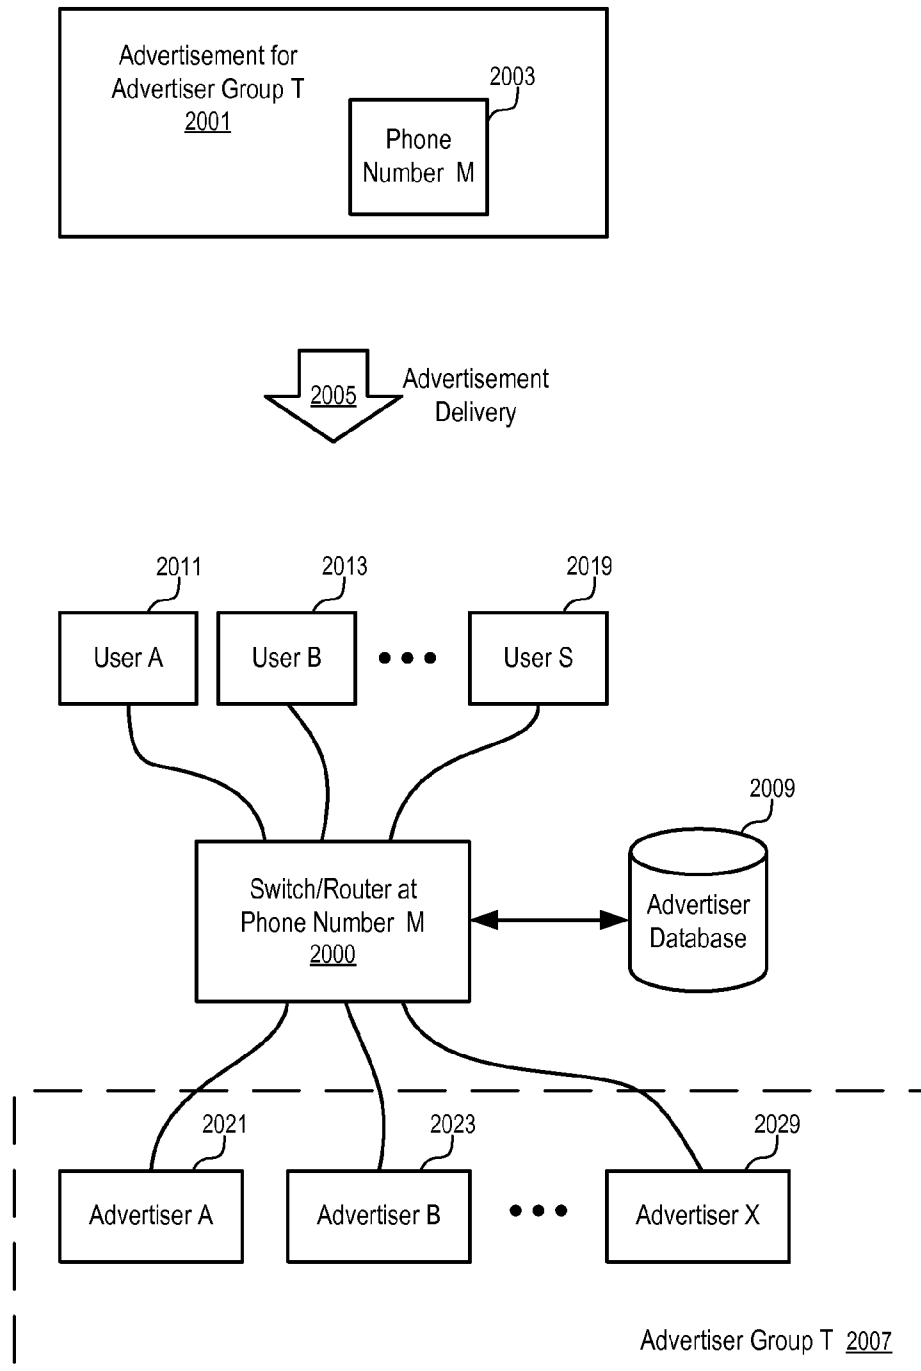 Advertisement for
Advertiser Group T
2001
2003
Phone
Number M
2005
Advertisement
Delivery
2011
2013
2019
User A
User B
User S
2009
Switch/Router at
Phone Number M
2000
Advertiser
Database
2021
2023
2029
Advertiser A
Advertiser B
Advertiser X
Advertiser Group T 2007